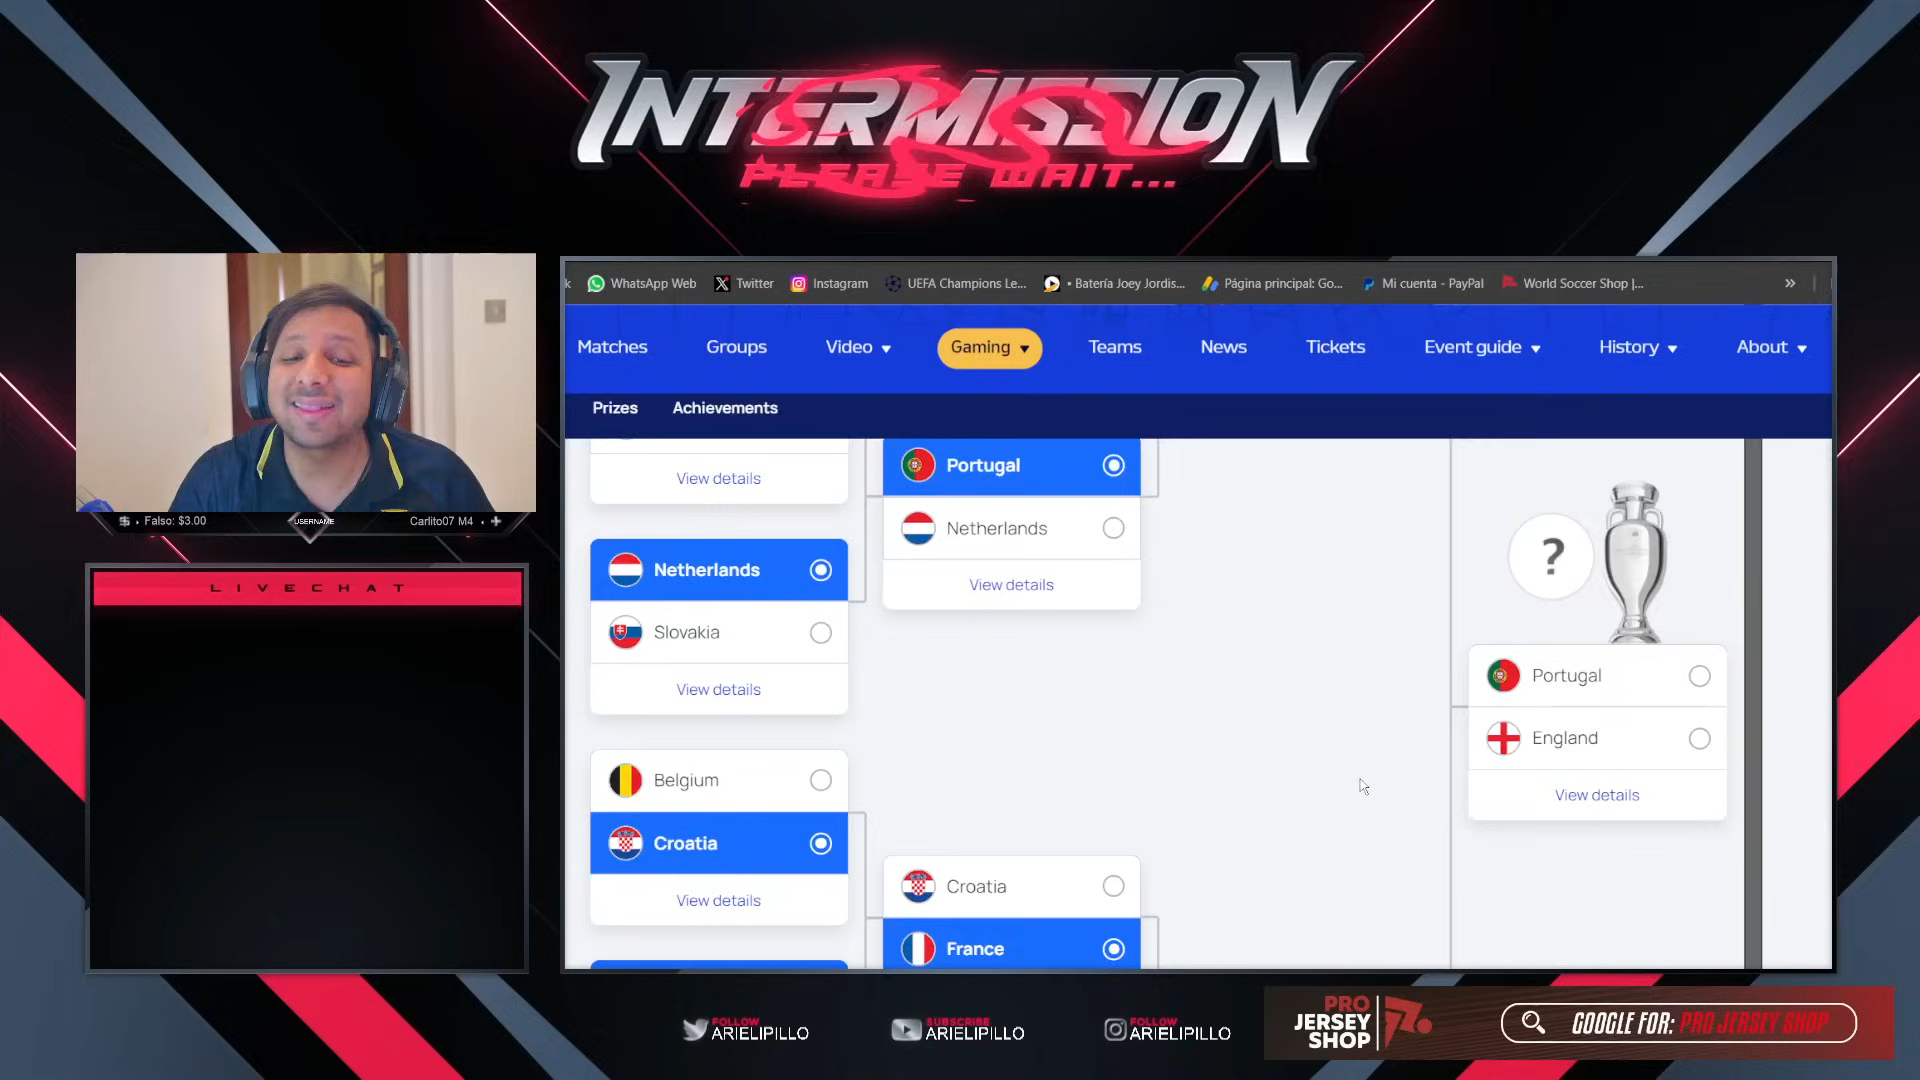 INTERMISSION
PLEASE WAIT...
k
WhatsApp Web
Twitter
Instagram
UEFA Champions Le...
• Batería Joey Jordis...
Página principal: Go...
Mi cuenta - PayPal
World Soccer Shop |...
»
Matches
Groups
Video
Gaming
Teams
News
Tickets
Event guide
History
About
Prizes
Achievements
View details
Portugal
Netherlands
View details
Netherlands
Slovakia
View details
?
Portugal
England
View details
Belgium
Croatia
View details
Croatia
France
Falso: $3.00
USERNAME
Carlito07 M4
LIVECHAT
FOLLOW
ARIELIPILLO
SUBSCRIBE
ARIELIPILLO
FOLLOW
ARIELIPILLO
PRO
JERSEY
SHOP
GOOGLE FOR: PRO JERSEY SHOP